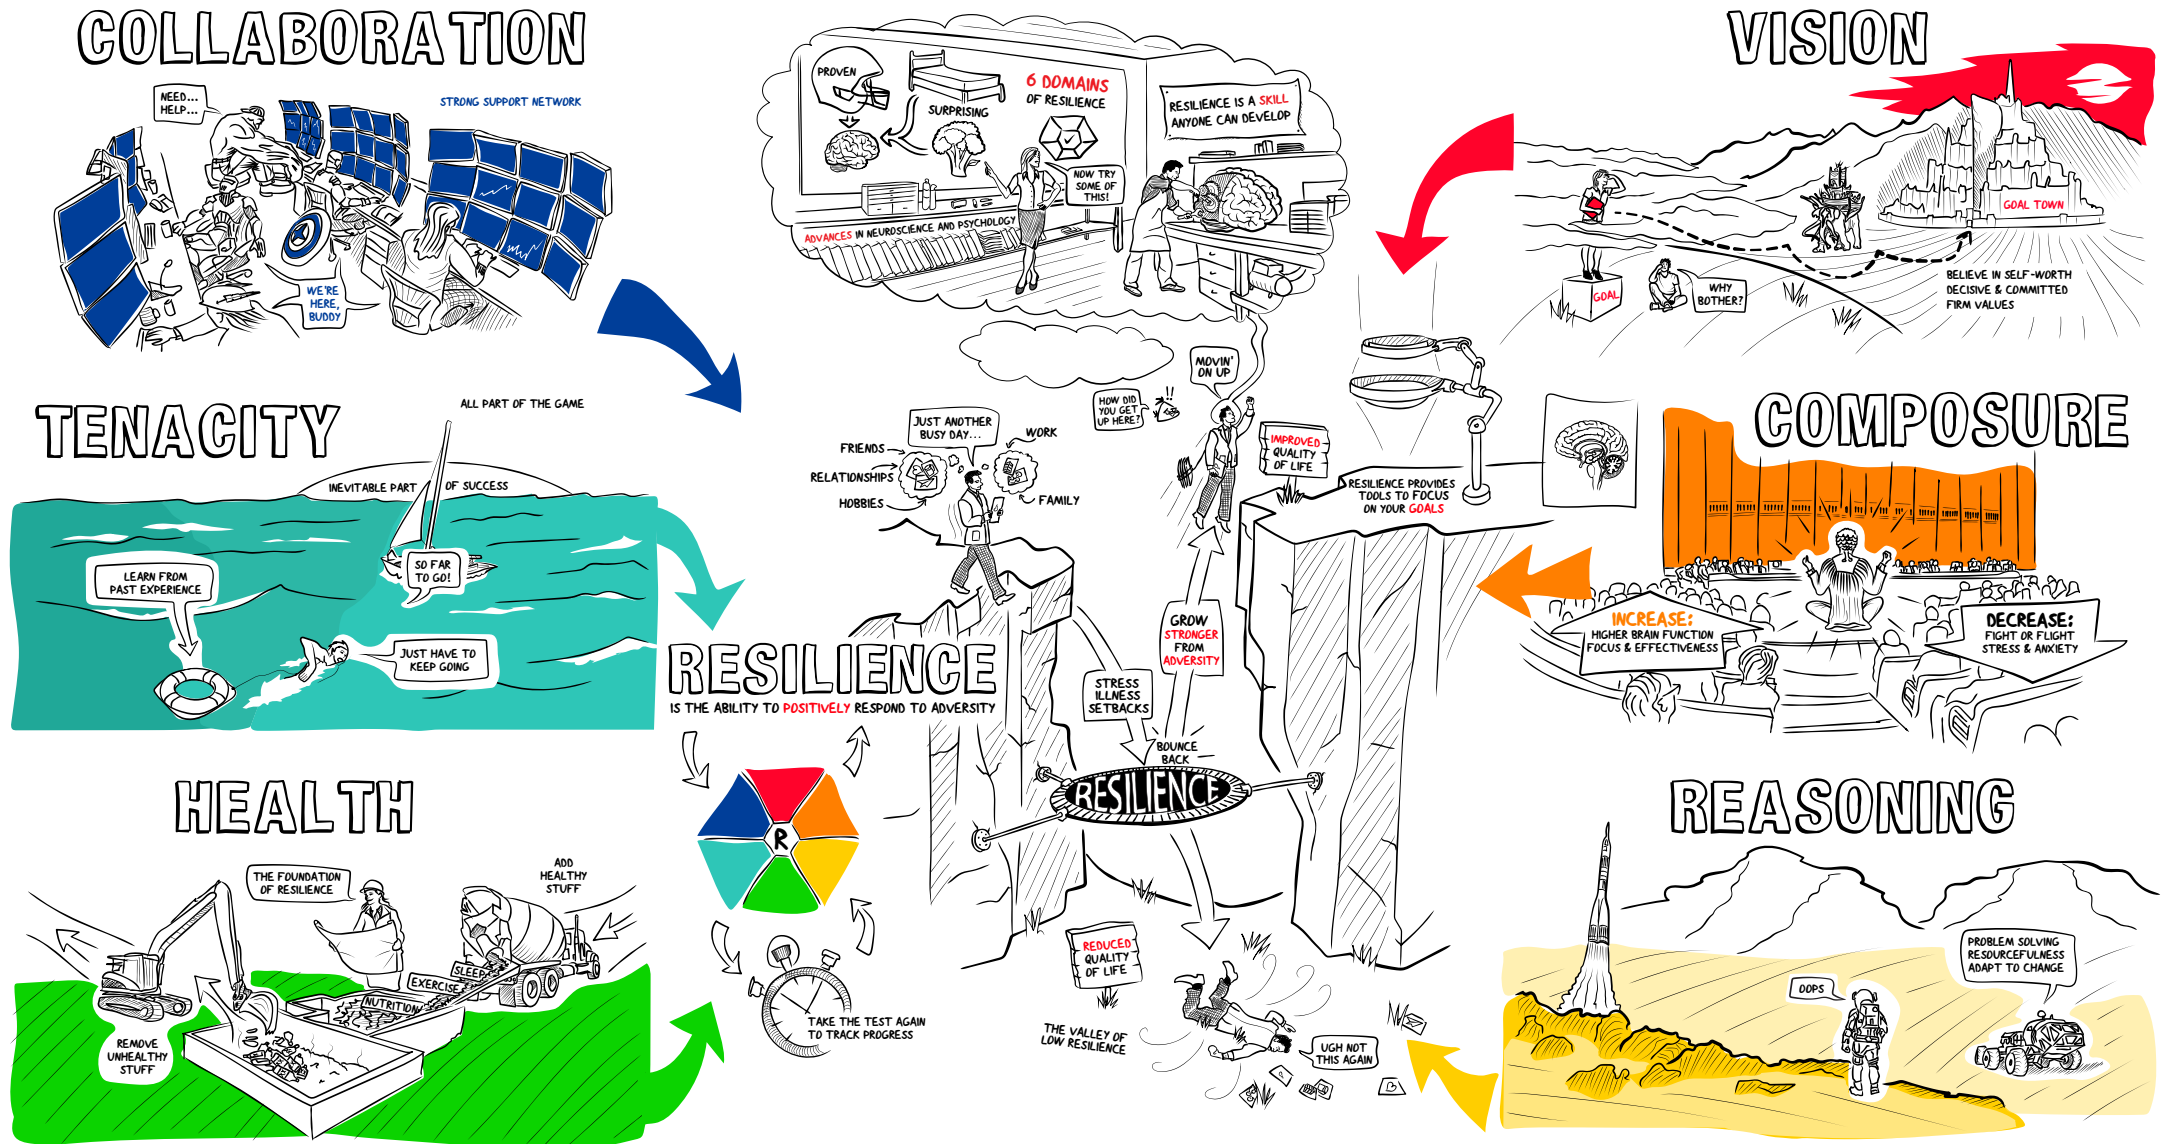 COLLABORATION
NEED...
HELP...
STRONG SUPPORT NETWORK
WE'RE
HERE,
BUDDY
PROVEN
SURPRISING
6 DOMAINS
OF RESILIENCE
RESILIENCE IS A SKILL
ANYONE CAN DEVELOP
NOW TRY
SOME OF
THIS!
ADVANCES IN NEUROSCIENCE AND PSYCHOLOGY
VISION
GOAL TOWN
GOAL
WHY
BOTHER?
BELIEVE IN SELF-WORTH
DECISIVE & COMMITTED
FIRM VALUES
TENACITY
ALL PART OF THE GAME
INEVITABLE PART OF SUCCESS
LEARN FROM
PAST EXPERIENCE
SO FAR
TO GO!
JUST HAVE TO
KEEP GOING
JUST ANOTHER
BUSY DAY...
FRIENDS
RELATIONSHIPS
HOBBIES
WORK
FAMILY
MOVIN'
ON UP
HOW DID
YOU GET
UP HERE?
!!
IMPROVED
QUALITY
OF LIFE
RESILIENCE PROVIDES
TOOLS TO FOCUS
ON YOUR GOALS
COMPOSURE
INCREASE:
HIGHER BRAIN FUNCTION
FOCUS & EFFECTIVENESS
DECREASE:
FIGHT OR FLIGHT
STRESS & ANXIETY
RESILIENCE
IS THE ABILITY TO POSITIVELY RESPOND TO ADVERSITY
GROW
STRONGER
FROM
ADVERSITY
STRESS
ILLNESS
SETBACKS
BOUNCE
BACK
RESILIENCE
R
HEALTH
THE FOUNDATION
OF RESILIENCE
ADD
HEALTHY
STUFF
SLEEP
EXERCISE
NUTRITION
REMOVE
UNHEALTHY
STUFF
TAKE THE TEST AGAIN
TO TRACK PROGRESS
REDUCED
QUALITY
OF LIFE
THE VALLEY OF
LOW RESILIENCE
UGH NOT
THIS AGAIN
REASONING
OOPS
PROBLEM SOLVING
RESOURCEFULNESS
ADAPT TO CHANGE